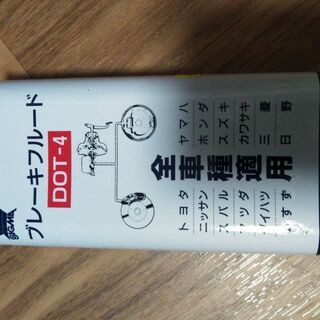 ブレーキフルード
DOT-4
全車種適用
トヨタ ヤマハ
ニッサン ホンダ
スバル スズキ
マツダ カワサキ
ダイハツ 三菱
いすゞ 日野